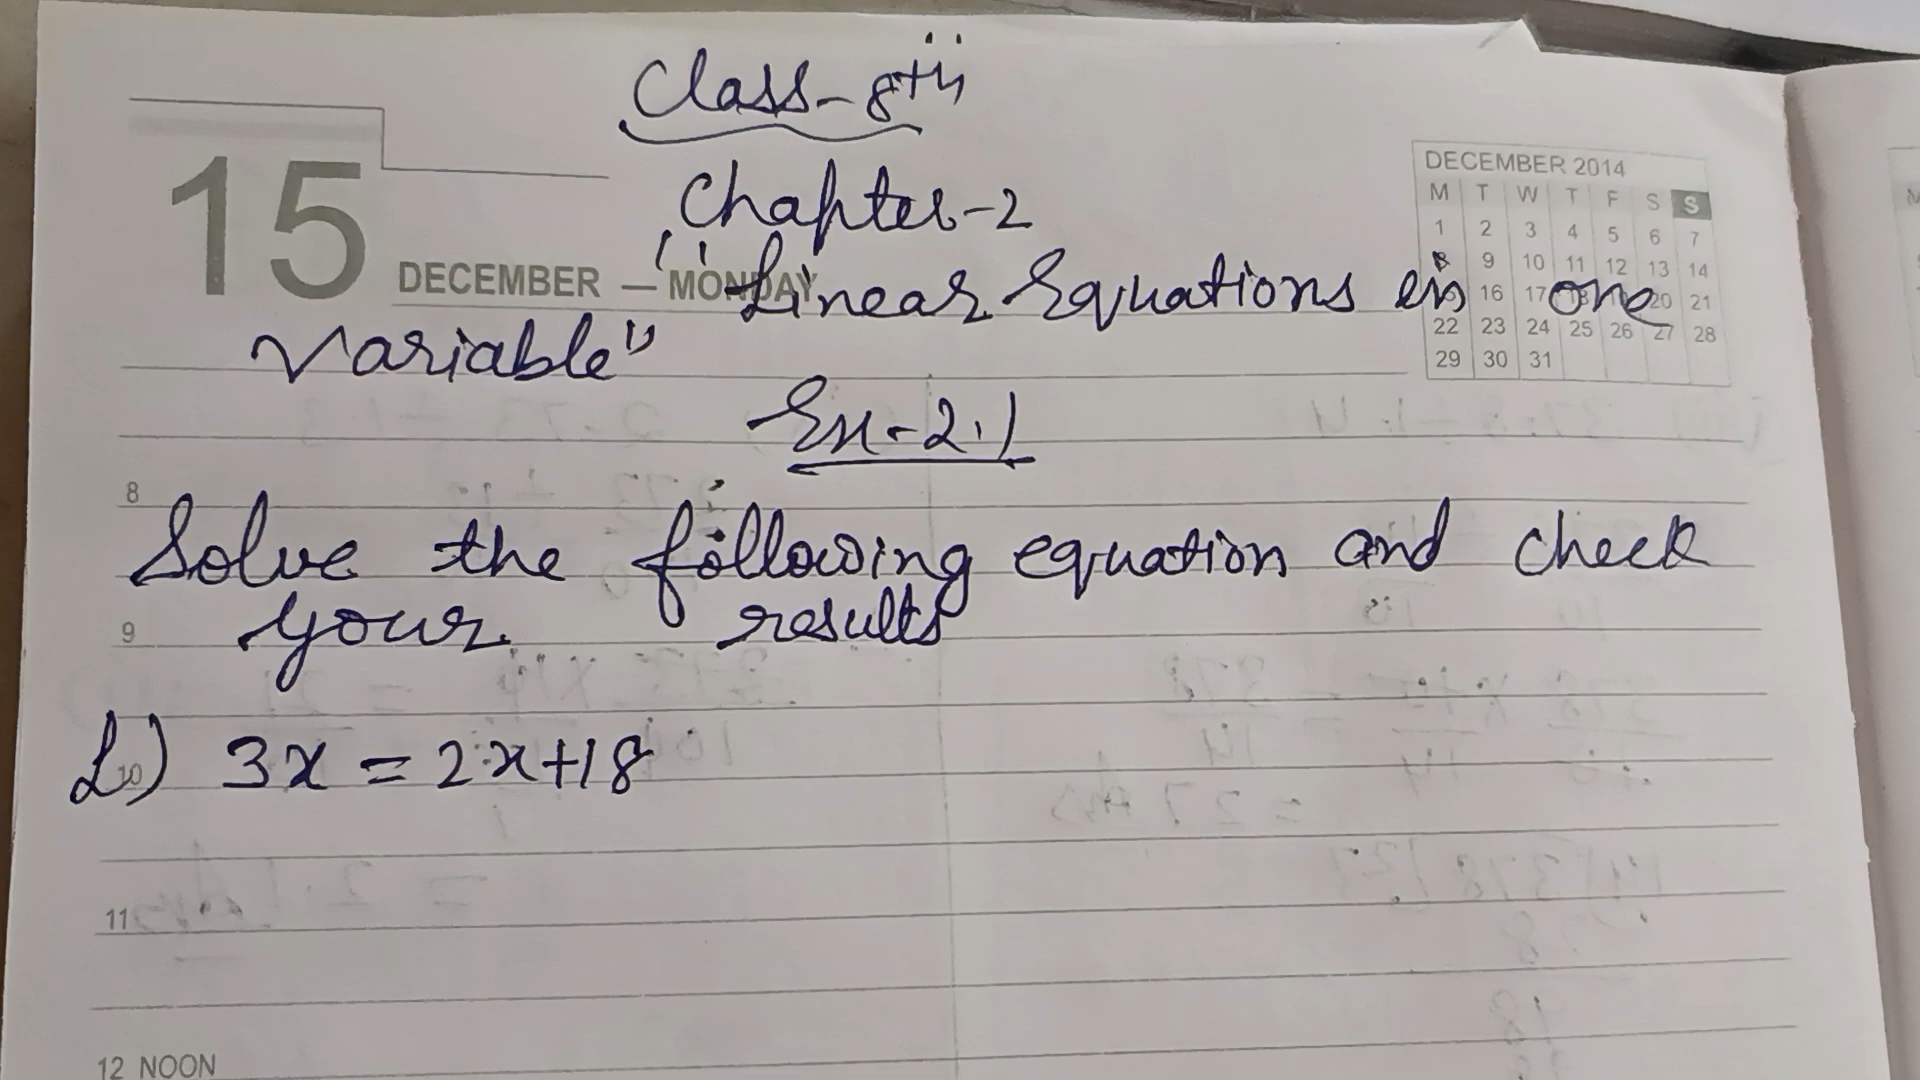 Class-8th
Chapter-2
15
DECEMBER — MONDAY
DECEMBER 2014
M T W T F S S
1 2 3 4 5 6 7
8 9 10 11 12 13 14
16 17 18 20 21
22 23 24 25 26 27 28
29 30 31
"Linear Equations in one
Variable"
Ex-2.1
8
Solve the following equation and check
9
your results
10
1.) 3x = 2x+18
11
12 NOON